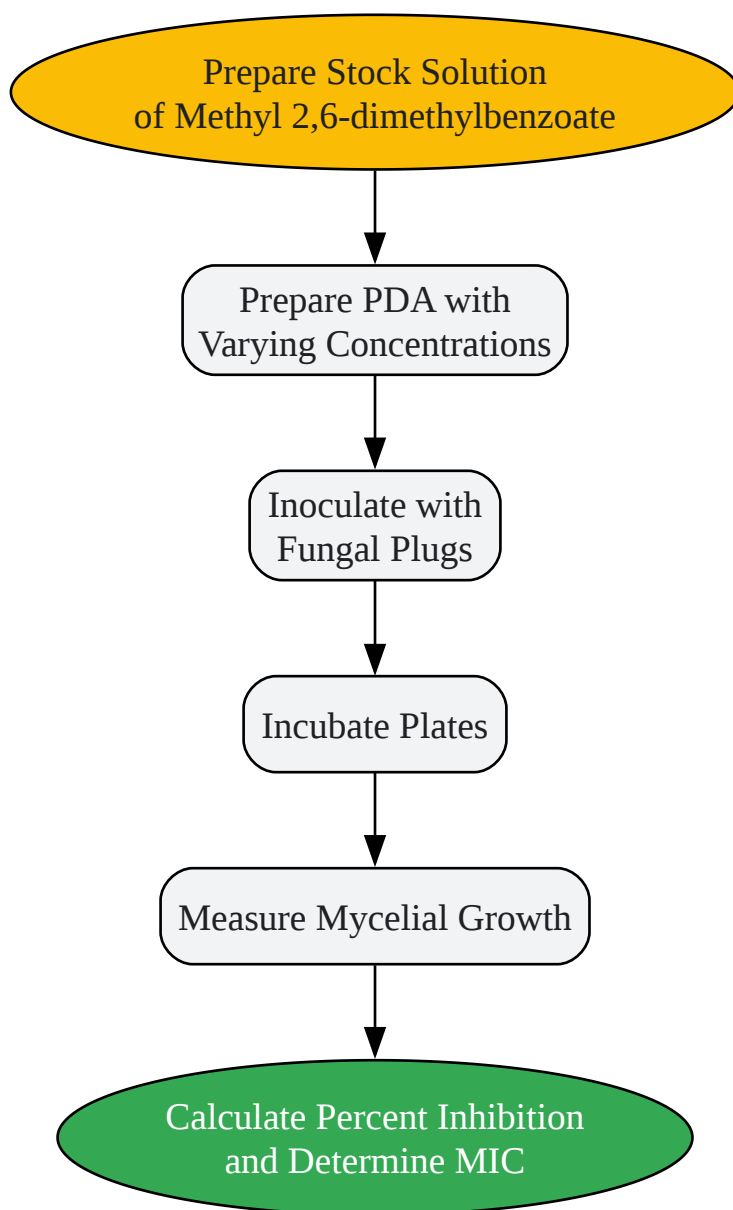 Prepare Stock Solution
of Methyl 2,6-dimethylbenzoate
Prepare PDA with
Varying Concentrations
Inoculate with
Fungal Plugs
Incubate Plates
Measure Mycelial Growth
Calculate Percent Inhibition
and Determine MIC